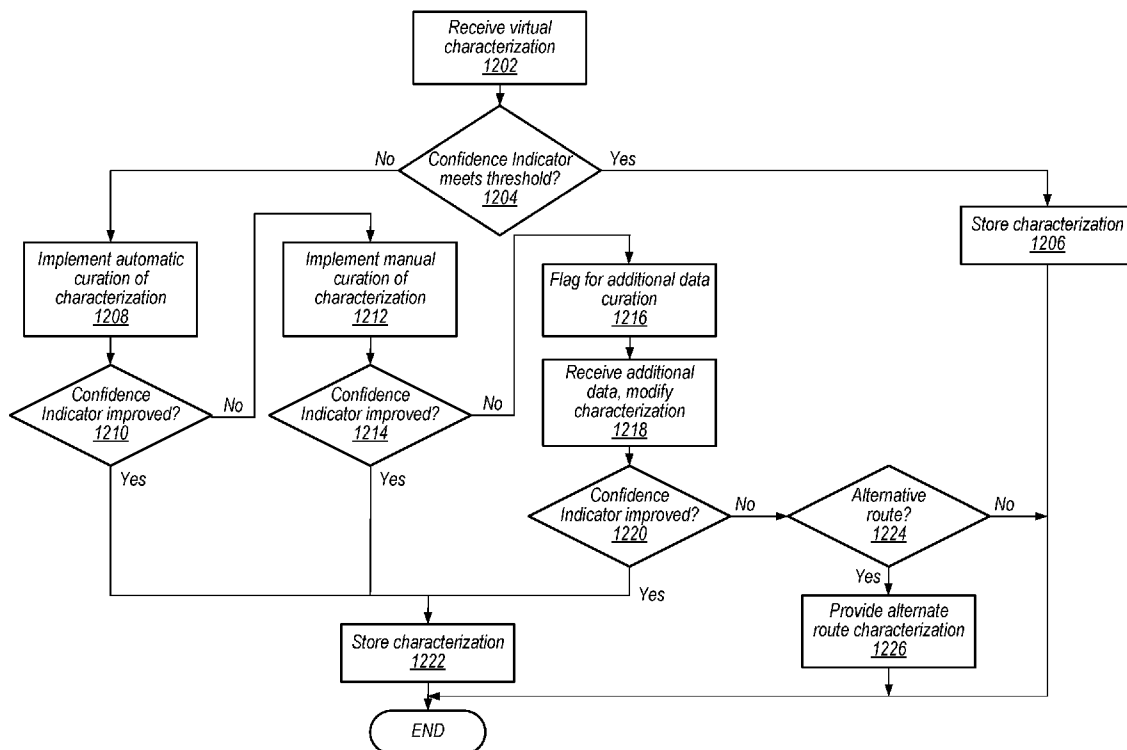 Receive virtual
characterization
1202
Confidence Indicator
meets threshold?
1204
No
Yes
Store characterization
1206
Implement automatic
curation of
characterization
1208
Implement manual
curation of
characterization
1212
Flag for additional data
curation
1216
Receive additional
data, modify
characterization
1218
Confidence
Indicator improved?
1210
No
Yes
Confidence
Indicator improved?
1214
No
Yes
Confidence
Indicator improved?
1220
No
Yes
Alternative
route?
1224
No
Yes
Provide alternate
route characterization
1226
Store characterization
1222
END